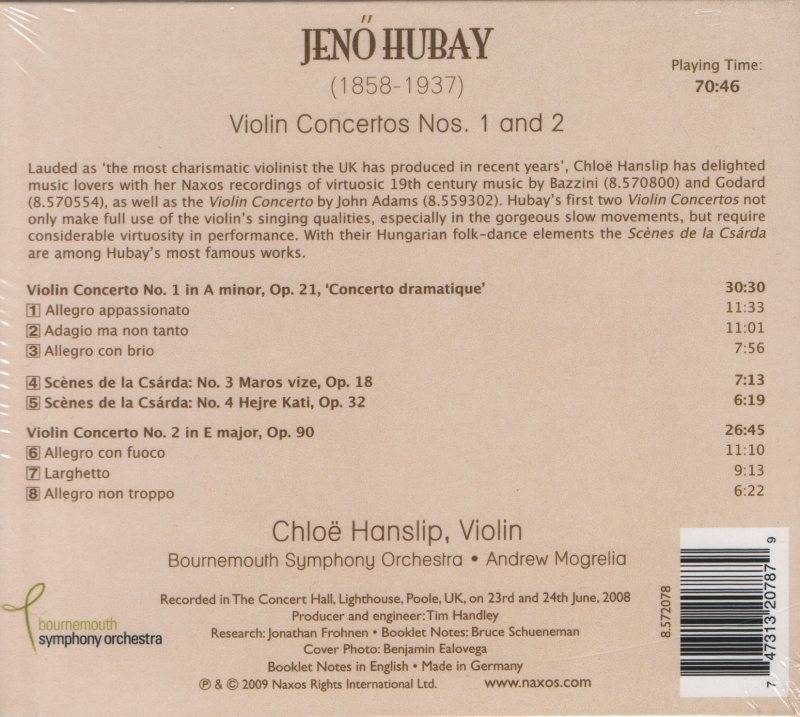 JENŐ HUBAY
(1858-1937)
Playing Time:
70:46
Violin Concertos Nos. 1 and 2
Lauded as ‘the most charismatic violinist the UK has produced in recent years’, Chloë Hanslip has delighted
music lovers with her Naxos recordings of virtuosic 19th century music by Bazzini (8.570800) and Godard
(8.570554), as well as the Violin Concerto by John Adams (8.559302). Hubay’s first two Violin Concertos not
only make full use of the violin’s singing qualities, especially in the gorgeous slow movements, but require
considerable virtuosity in performance. With their Hungarian folk-dance elements the Scènes de la Csárda
are among Hubay’s most famous works.
Violin Concerto No. 1 in A minor, Op. 21, ‘Concerto dramatique’ 30:30
1 Allegro appassionato 11:33
2 Adagio ma non tanto 11:01
3 Allegro con brio 7:56
4 Scènes de la Csárda: No. 3 Maros vize, Op. 18 7:13
5 Scènes de la Csárda: No. 4 Hejre Kati, Op. 32 6:19
Violin Concerto No. 2 in E major, Op. 90 26:45
6 Allegro con fuoco 11:10
7 Larghetto 9:13
8 Allegro non troppo 6:22
Chloë Hanslip, Violin
Bournemouth Symphony Orchestra • Andrew Mogrelia
Recorded in The Concert Hall, Lighthouse, Poole, UK, on 23rd and 24th June, 2008
Producer and engineer: Tim Handley
Research: Jonathan Frohnen • Booklet Notes: Bruce Schueneman
Cover Photo: Benjamin Ealovega
Booklet Notes in English • Made in Germany
℗ & © 2009 Naxos Rights International Ltd. www.naxos.com
bournemouth
symphony orchestra
8.572078
7 47313 20787 9